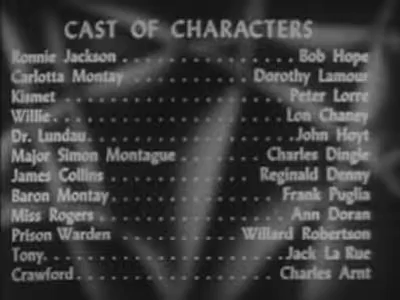 CAST OF CHARACTERS
Ronnie Jackson . . . . . . . . . . . . . . . Bob Hope
Carlotta Montay . . . . . . . . . . . Dorothy Lamour
Kismet . . . . . . . . . . . . . . . . . . . Peter Lorre
Willie . . . . . . . . . . . . . . . . . . . Lon Chaney
Dr. Lundau . . . . . . . . . . . . . . . . . John Hoyt
Major Simon Montague . . . . . . . . Charles Dingle
James Collins . . . . . . . . . . . . Reginald Denny
Baron Montay . . . . . . . . . . . . . . Frank Puglia
Miss Rogers . . . . . . . . . . . . . . . . Ann Doran
Prison Warden . . . . . . . . . . . Willard Robertson
Tony . . . . . . . . . . . . . . . . . . . Jack La Rue
Crawford . . . . . . . . . . . . . . . . Charles Arnt